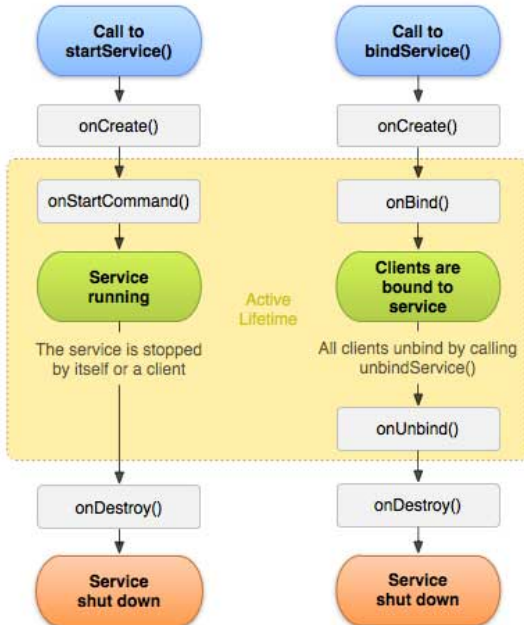 Call to
startService()
onCreate()
onStartCommand()
Service
running
The service is stopped
by itself or a client
onDestroy()
Service
shut down
Active
Lifetime
Call to
bindService()
onCreate()
onBind()
Clients are
bound to
service
All clients unbind by calling
unbindService()
onUnbind()
onDestroy()
Service
shut down